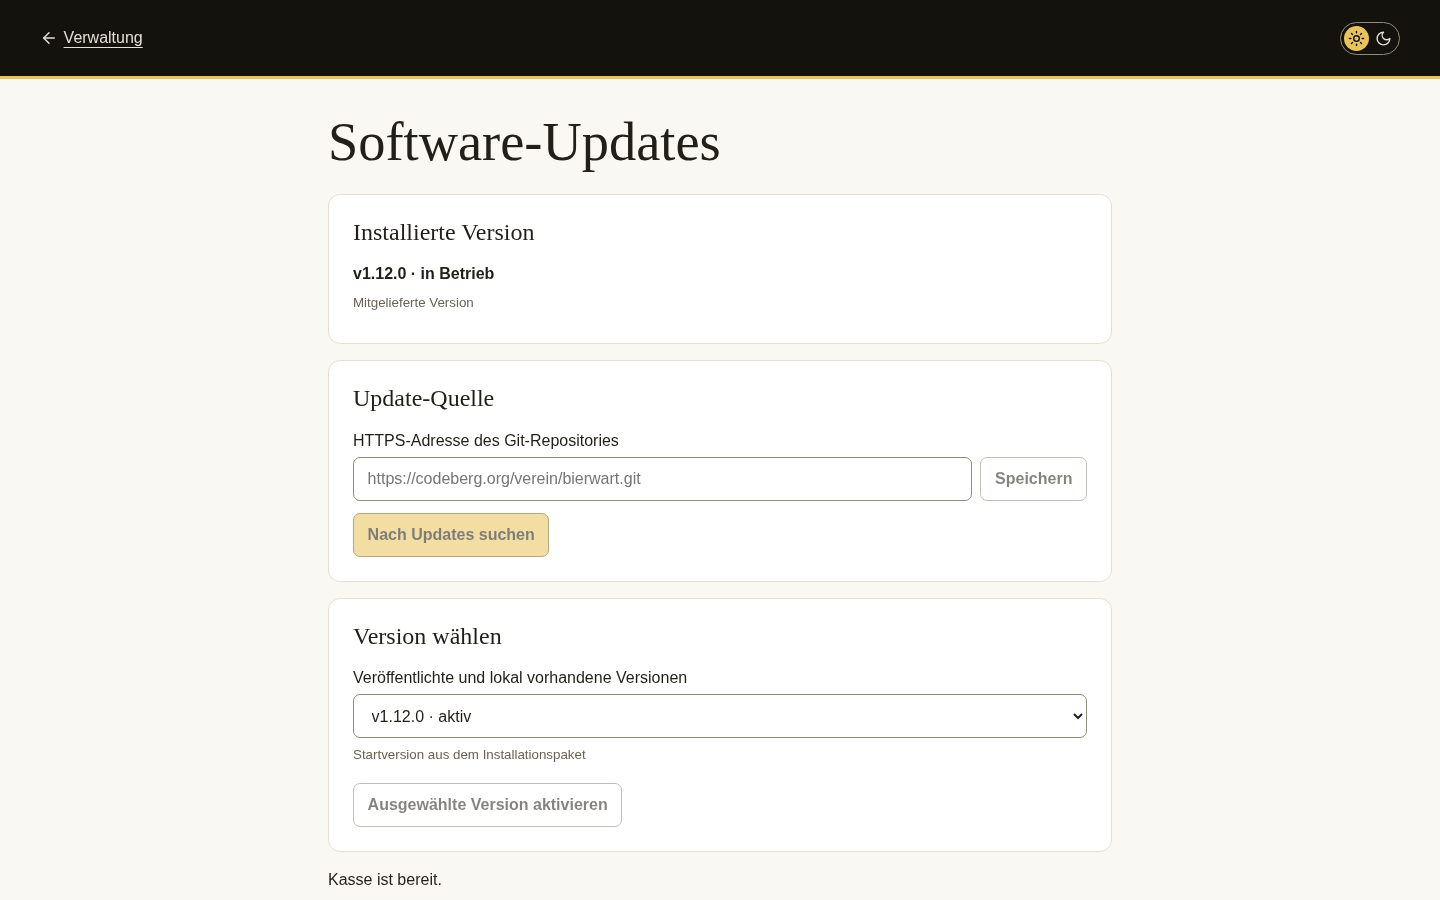 Verwaltung
Software-Updates
Installierte Version
v1.12.0 · in Betrieb
Mitgelieferte Version
Update-Quelle
HTTPS-Adresse des Git-Repositories
https://codeberg.org/verein/bierwart.git
Speichern
Nach Updates suchen
Version wählen
Veröffentlichte und lokal vorhandene Versionen
v1.12.0 · aktiv
Startversion aus dem Installationspaket
Ausgewählte Version aktivieren
Kasse ist bereit.